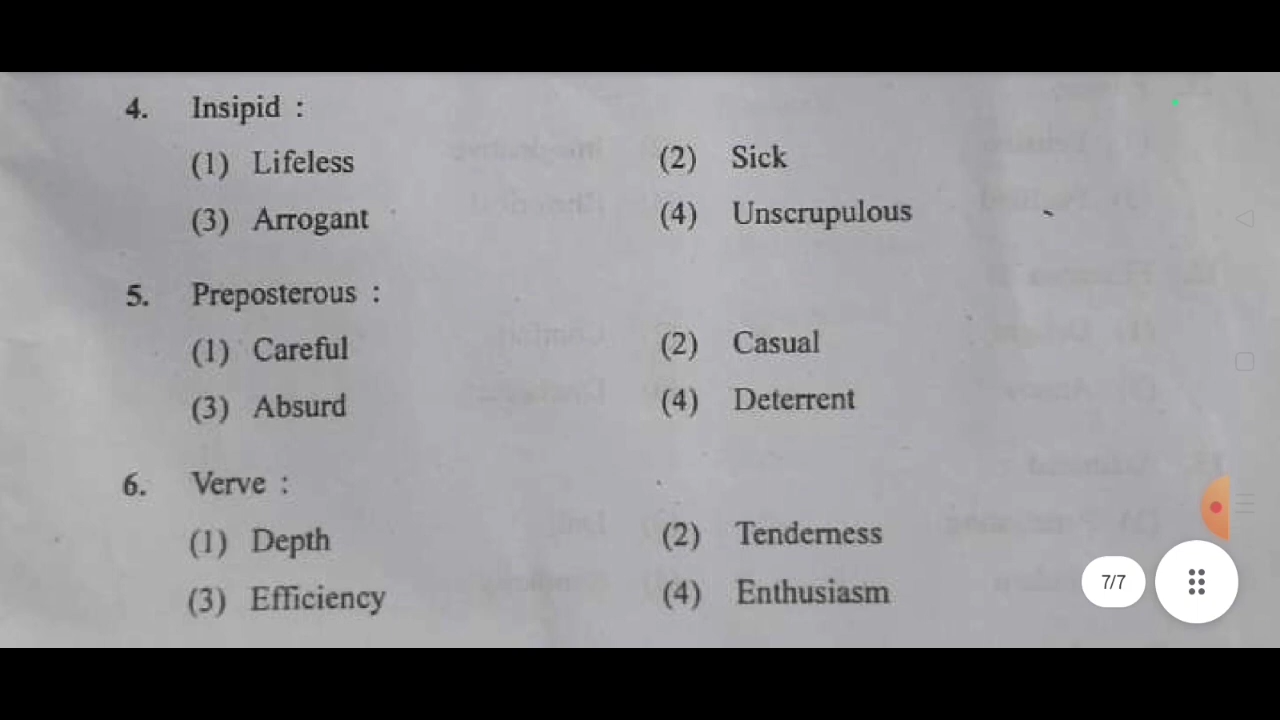 4. Insipid :
(1) Lifeless (2) Sick
(3) Arrogant (4) Unscrupulous
5. Preposterous :
(1) Careful (2) Casual
(3) Absurd (4) Deterrent
6. Verve :
(1) Depth (2) Tenderness
(3) Efficiency (4) Enthusiasm
7/7